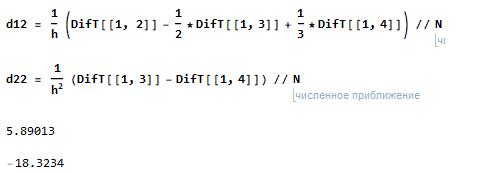 d12 = 1/h (DifT[[1, 2]] - 1/2 * DifT[[1, 3]] + 1/3 * DifT[[1, 4]]) // N
чі
d22 = 1/h² (DifT[[1, 3]] - DifT[[1, 4]]) // N
численное приближение
5.89013
-18.3234